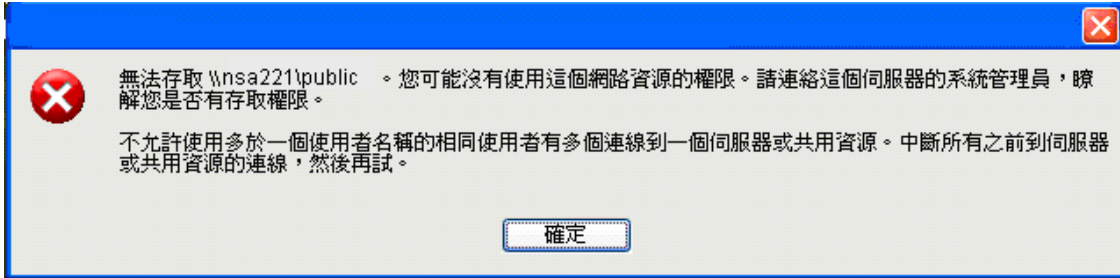 無法存取 \\nsa221\public 。您可能沒有使用這個網路資源的權限。請連絡這個伺服器的系統管理員，瞭
解您是否有存取權限。
不允許使用多於一個使用者名稱的相同使用者有多個連線到一個伺服器或共用資源。中斷所有之前到伺服器
或共用資源的連線，然後再試。
確定